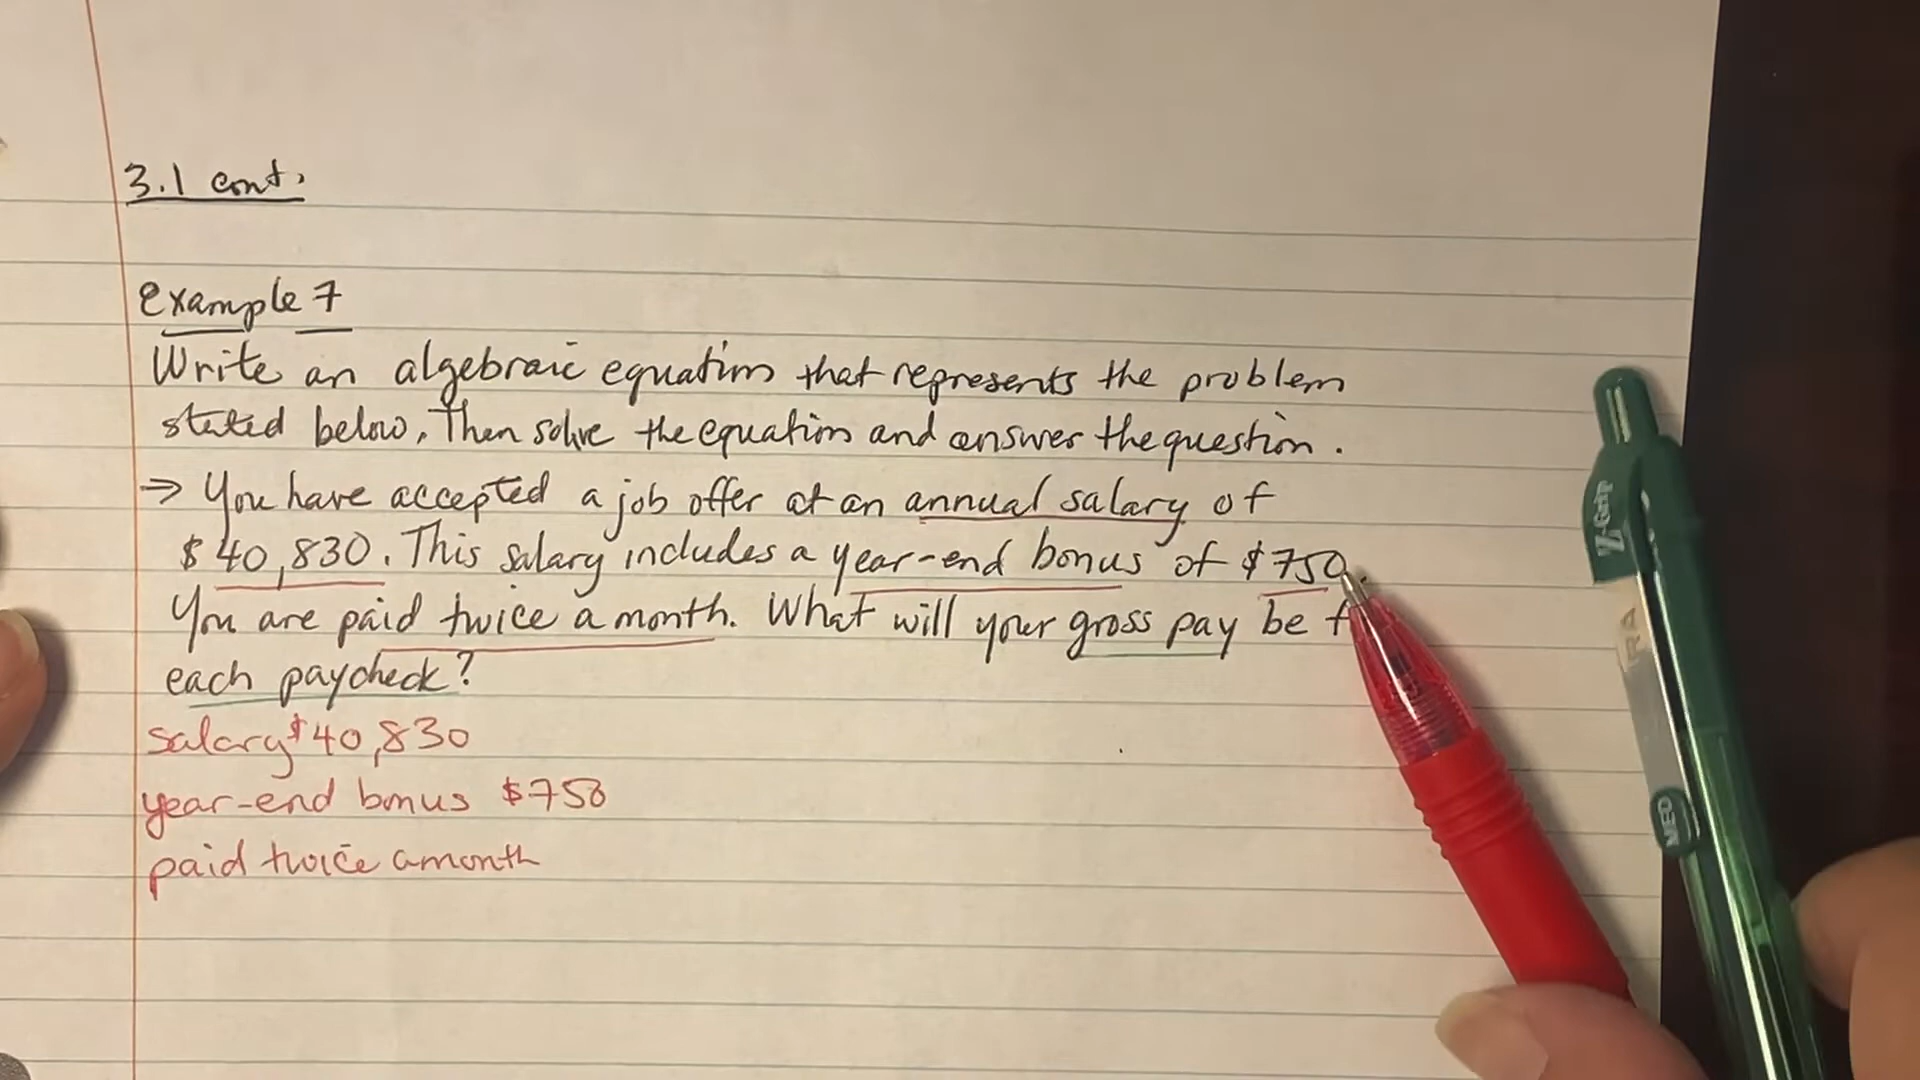 3.1 cont.
Example 7
Write an algebraic equation that represents the problem
stated below. Then solve the equation and answer the question.
→ You have accepted a job offer at an annual salary of
$40,830. This salary includes a year-end bonus of $750.
You are paid twice a month. What will your gross pay be f
each paycheck?
salary $40,830
year-end bonus $750
paid twice a month
Z-Grip
MED